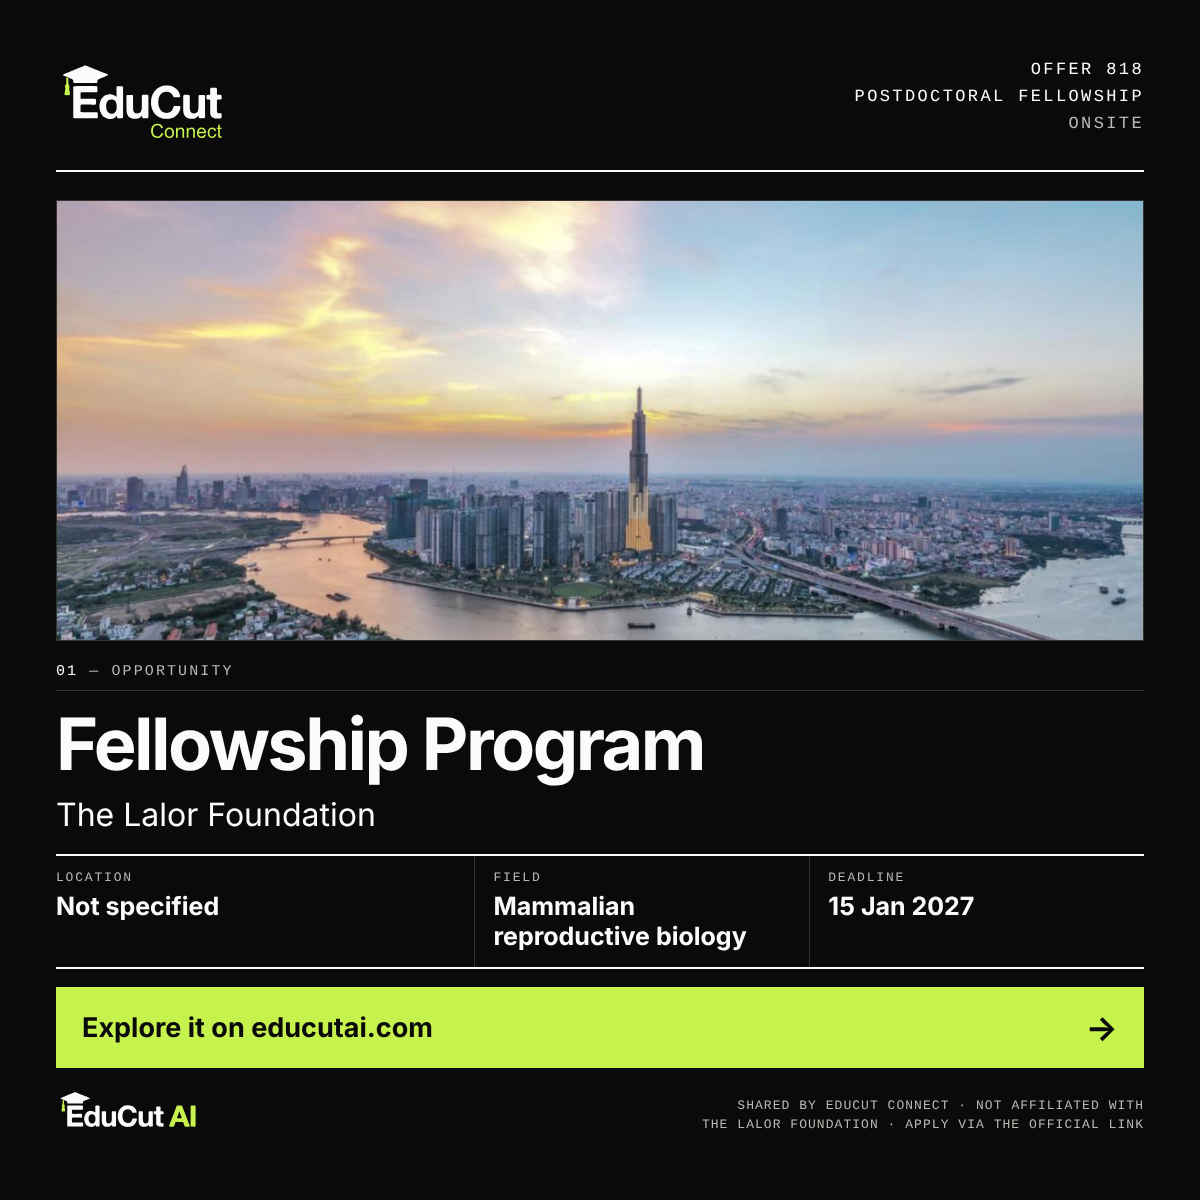 EduCut
Connect
OFFER 818
POSTDOCTORAL FELLOWSHIP
ONSITE
01 — OPPORTUNITY
Fellowship Program
The Lalor Foundation
LOCATION
Not specified
FIELD
Mammalian
reproductive biology
DEADLINE
15 Jan 2027
Explore it on educutai.com →
EduCut AI
SHARED BY EDUCUT CONNECT · NOT AFFILIATED WITH
THE LALOR FOUNDATION · APPLY VIA THE OFFICIAL LINK